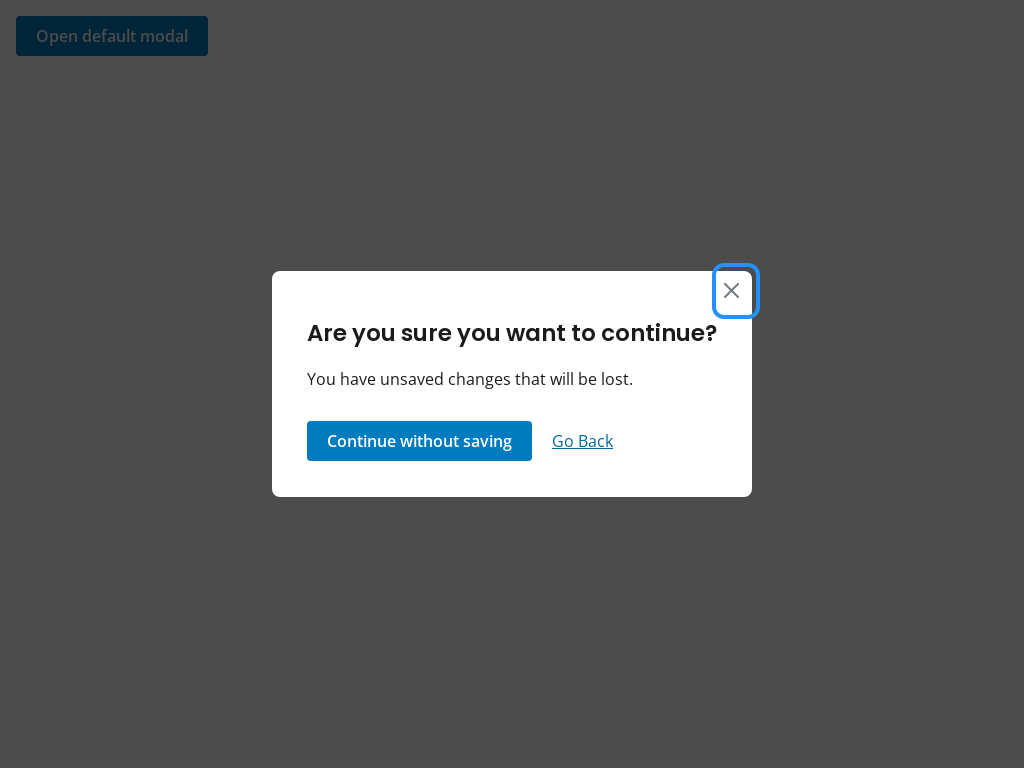 Open default modal
Are you sure you want to continue?
You have unsaved changes that will be lost.
Continue without saving
Go Back